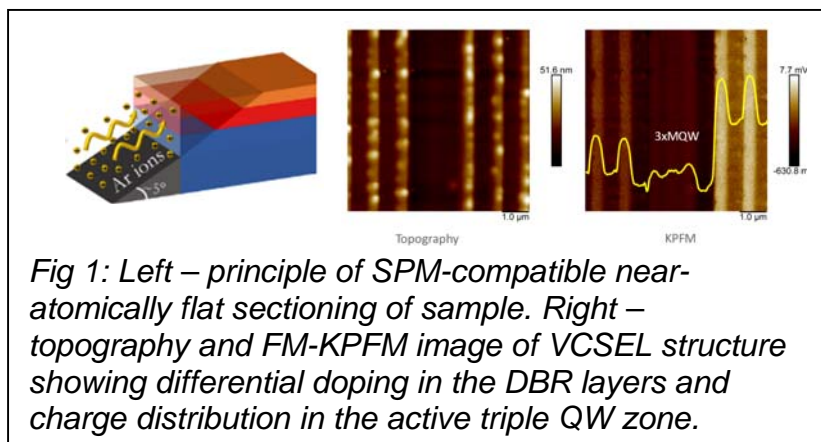 Ar ions
5°
51.6 nm
1.0 µm
Topography
3xMQW
7.7 mV
-630.8 m
1.0 µm
KPFM
Fig 1: Left – principle of SPM-compatible near-
atomically flat sectioning of sample. Right –
topography and FM-KPFM image of VCSEL structure
showing differential doping in the DBR layers and
charge distribution in the active triple QW zone.